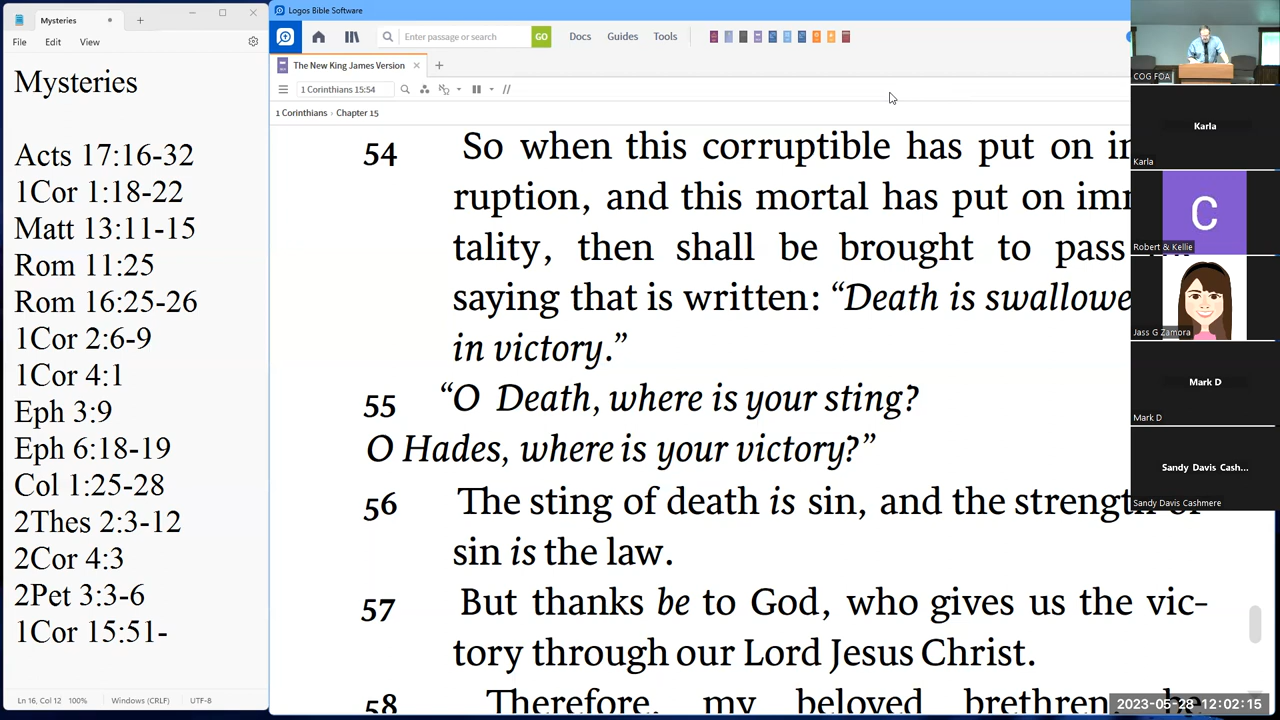 Mysteries
File Edit View
Mysteries
Acts 17:16-32
1Cor 1:18-22
Matt 13:11-15
Rom 11:25
Rom 16:25-26
1Cor 2:6-9
1Cor 4:1
Eph 3:9
Eph 6:18-19
Col 1:25-28
2Thes 2:3-12
2Cor 4:3
2Pet 3:3-6
1Cor 15:51-
Ln 16, Col 12 100% Windows (CRLF) UTF-8
Logos Bible Software
Enter passage or search GO Docs Guides Tools
The New King James Version
1 Corinthians 15:54
1 Corinthians › Chapter 15
54 So when this corruptible has put on in
ruption, and this mortal has put on imm
tality, then shall be brought to pass
saying that is written: “Death is swallowe
in victory.”
55 “O Death, where is your sting?
O Hades, where is your victory?”
56 The sting of death is sin, and the strength of
sin is the law.
57 But thanks be to God, who gives us the vic-
tory through our Lord Jesus Christ.
58 Therefore, my beloved brethren, be
COG FOA
Karla
Karla
C
Robert & Kellie
Jass G Zamora
Mark D
Mark D
Sandy Davis Cash...
Sandy Davis Cashmere
2023-05-28 12:02:15